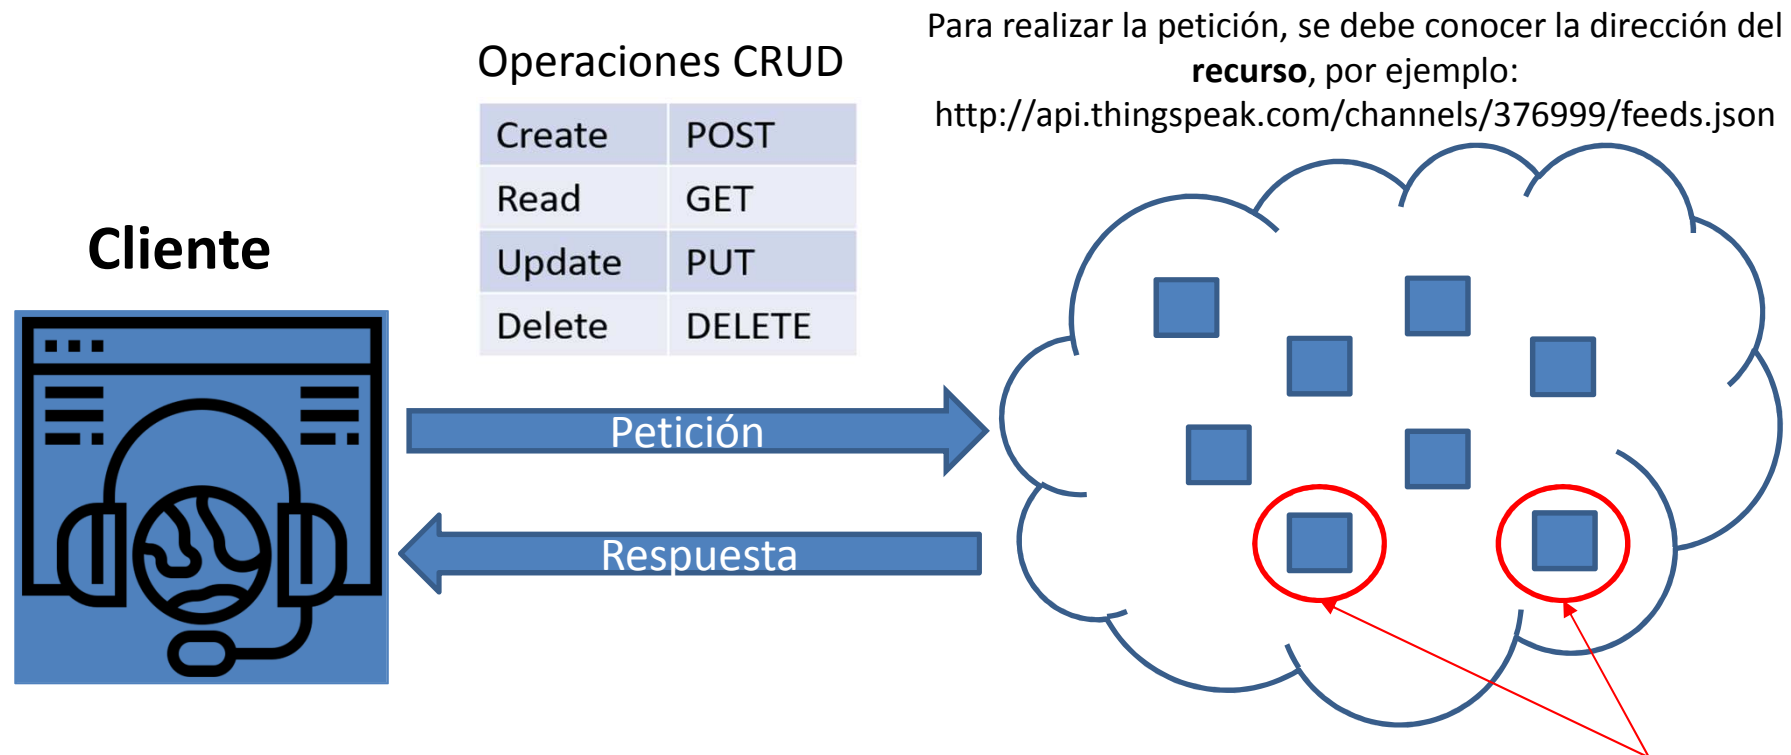 Para realizar la petición, se debe conocer la dirección del
recurso, por ejemplo:
http://api.thingspeak.com/channels/376999/feeds.json
Operaciones CRUD
Create POST
Read GET
Update PUT
Delete DELETE
Cliente
Petición
Respuesta